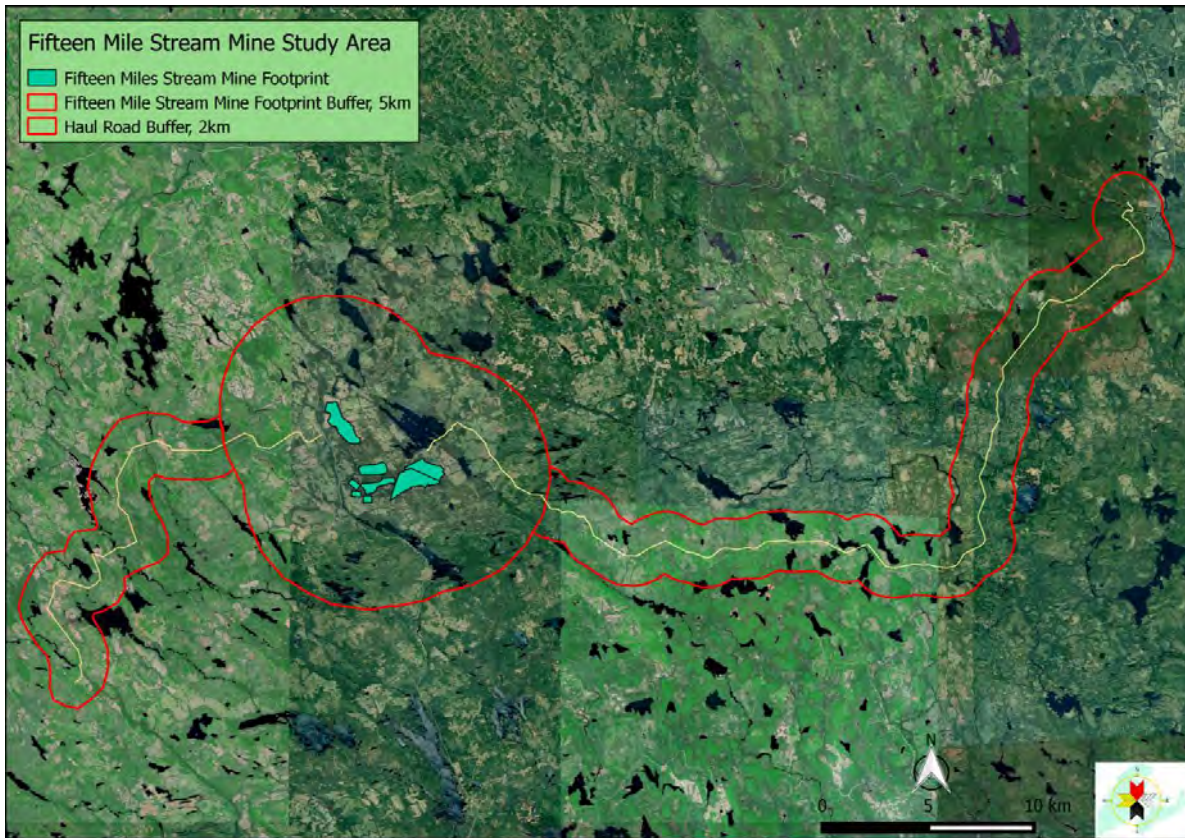 Fifteen Mile Stream Mine Study Area
Fifteen Miles Stream Mine Footprint
Fifteen Mile Stream Mine Footprint Buffer, 5km
Haul Road Buffer, 2km
N
0 5 10 km